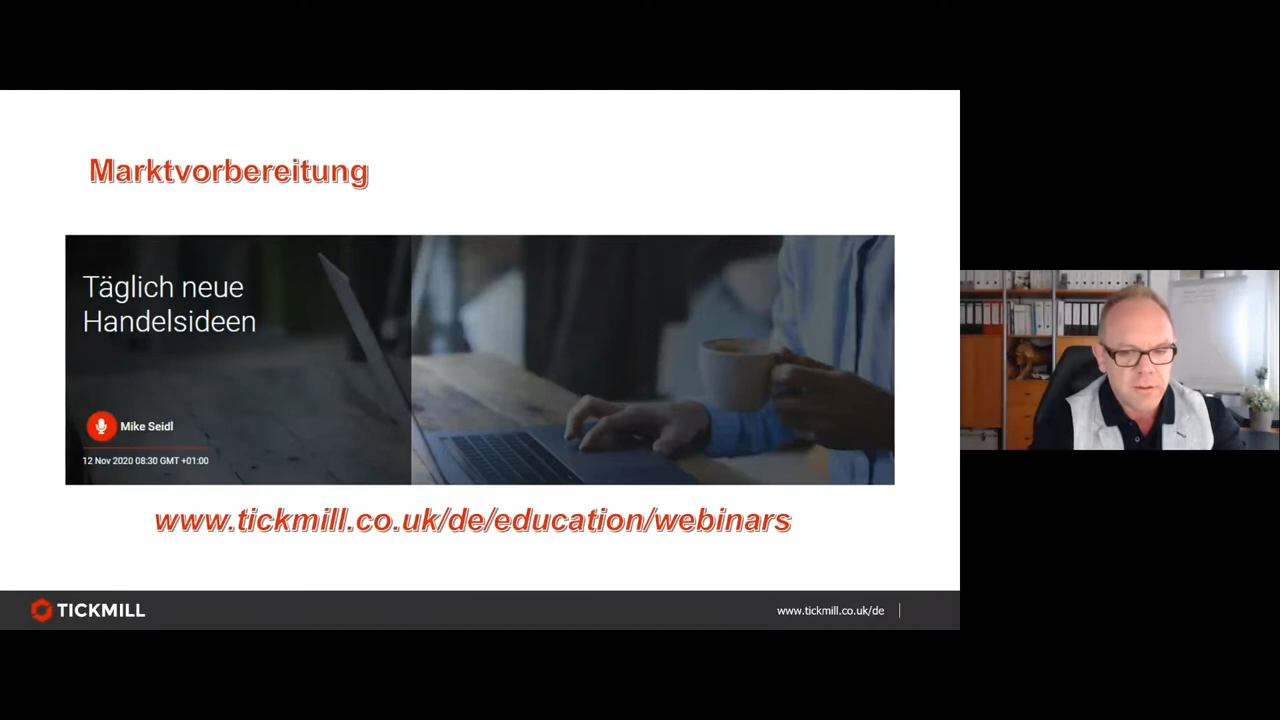 Marktvorbereitung
Täglich neue
Handelsideen
Mike Seidl
12 Nov 2020 08:30 GMT +01:00
www.tickmill.co.uk/de/education/webinars
TICKMILL
www.tickmill.co.uk/de